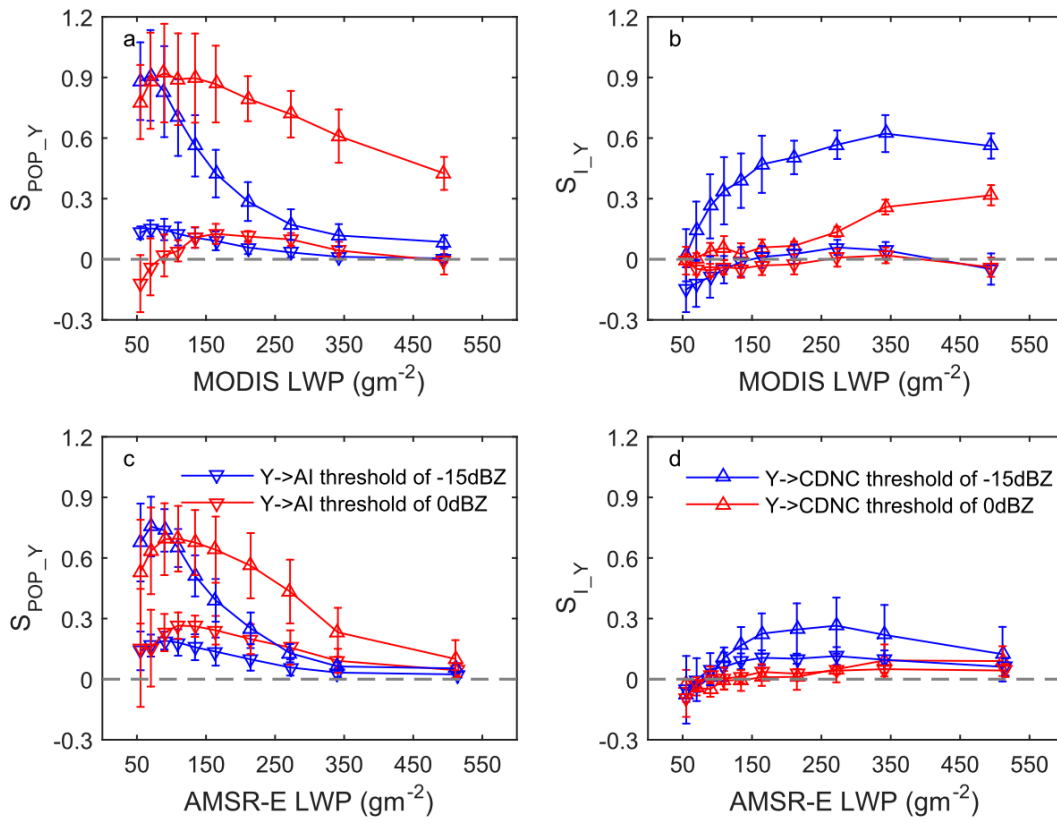 a
1.2
0.9
0.6
0.3
0
-0.3
S_POP_Y
50 150 250 350 450 550
MODIS LWP (gm⁻²)
b
1.2
0.9
0.6
0.3
0
-0.3
S_I_Y
50 150 250 350 450 550
MODIS LWP (gm⁻²)
c
1.2
0.9
0.6
0.3
0
-0.3
S_POP_Y
Y->AI threshold of -15dBZ
Y->AI threshold of 0dBZ
50 150 250 350 450 550
AMSR-E LWP (gm⁻²)
d
1.2
0.9
0.6
0.3
0
-0.3
S_I_Y
Y->CDNC threshold of -15dBZ
Y->CDNC threshold of 0dBZ
50 150 250 350 450 550
AMSR-E LWP (gm⁻²)